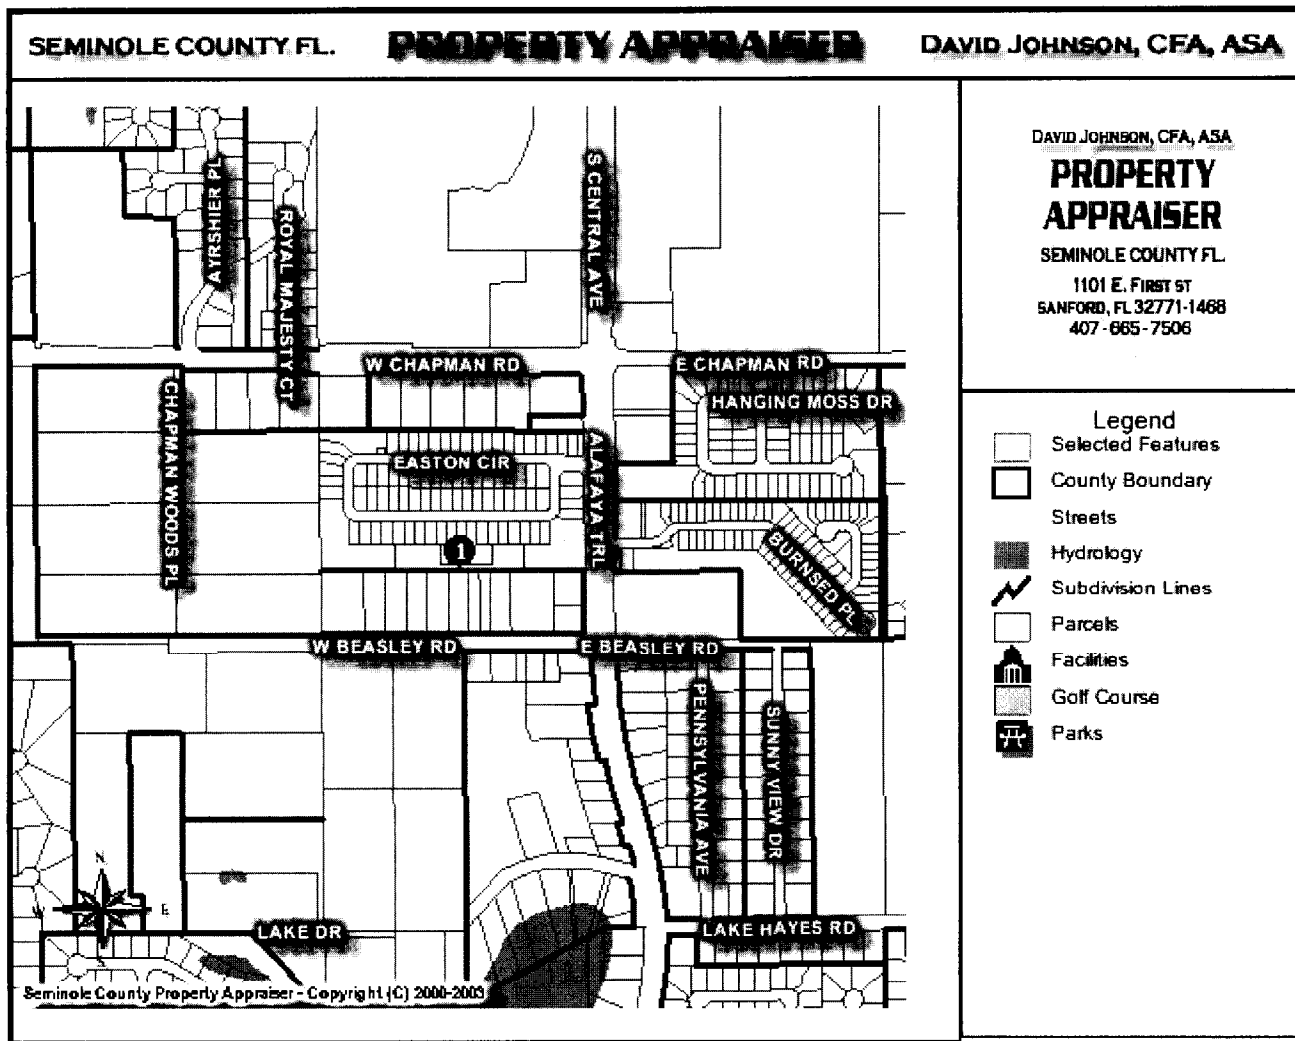 SEMINOLE COUNTY FL. PROPERTY APPRAISER DAVID JOHNSON, CFA, ASA
DAVID JOHNSON, CFA, ASA
PROPERTY
APPRAISER
SEMINOLE COUNTY FL.
1101 E. FIRST ST
SANFORD, FL 32771-1468
407-665-7506
Legend
Selected Features
County Boundary
Streets
Hydrology
Subdivision Lines
Parcels
Facilities
Golf Course
Parks
AYRSHIER PL
ROYAL MAJESTY CT
S CENTRAL AVE
W CHAPMAN RD
E CHAPMAN RD
HANGING MOSS DR
CHAPMAN WOODS PL
EASTON CIR
ALAFAYA TRL
1
BURNSED PL
W BEASLEY RD
E BEASLEY RD
PENNSYLVANIA AVE
SUNNY VIEW DR
N
W E
S
LAKE DR
LAKE HAYES RD
Seminole County Property Appraiser - Copyright (C) 2000-2003